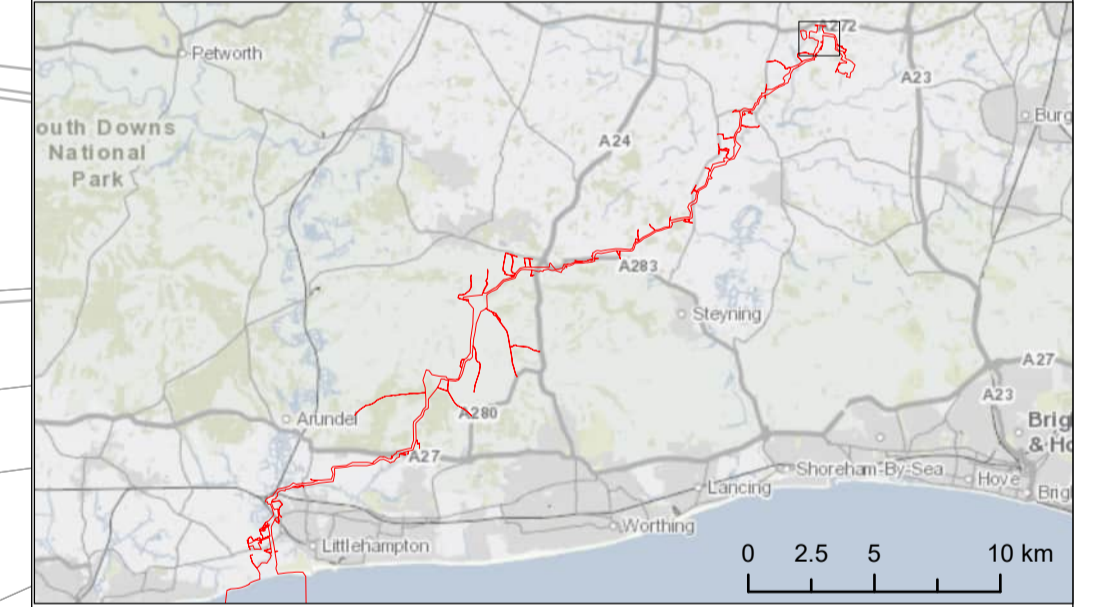 A272
Petworth
A23
Burg
outh Downs
National
Park
A24
A283
Steyning
A27
A23
Arundel
A280
Brig
& Ho
A27
Shoreham-By-Sea
Hove
Lancing
Brig
Worthing
Littlehampton
0 2.5 5 10 km